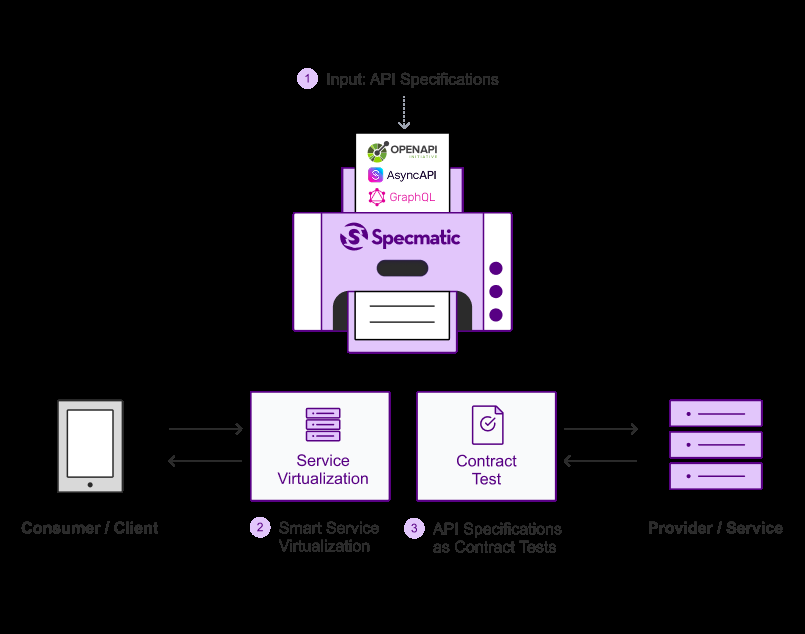 1 Input: API Specifications
OPENAPI
INITIATIVE
AsyncAPI
GraphQL
Specmatic
Service
Virtualization
Contract
Test
Consumer / Client
2 Smart Service
Virtualization
3 API Specifications
as Contract Tests
Provider / Service